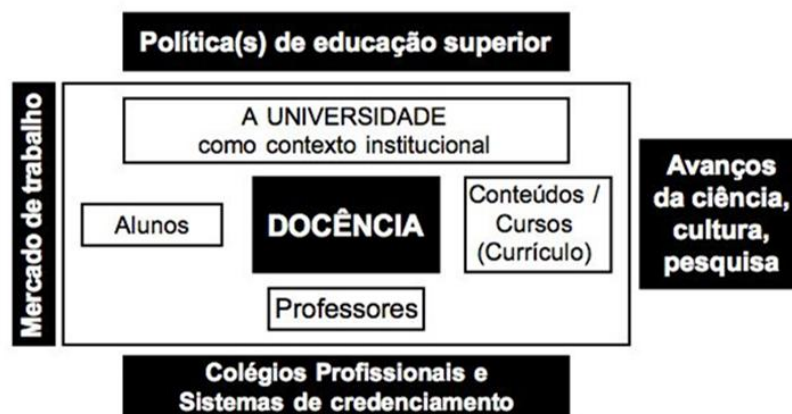 Política(s) de educação superior
Mercado de trabalho
A UNIVERSIDADE
como contexto institucional
Alunos
DOCÊNCIA
Conteúdos /
Cursos
(Currículo)
Professores
Avanços
da ciência,
cultura,
pesquisa
Colégios Profissionais e
Sistemas de credenciamento